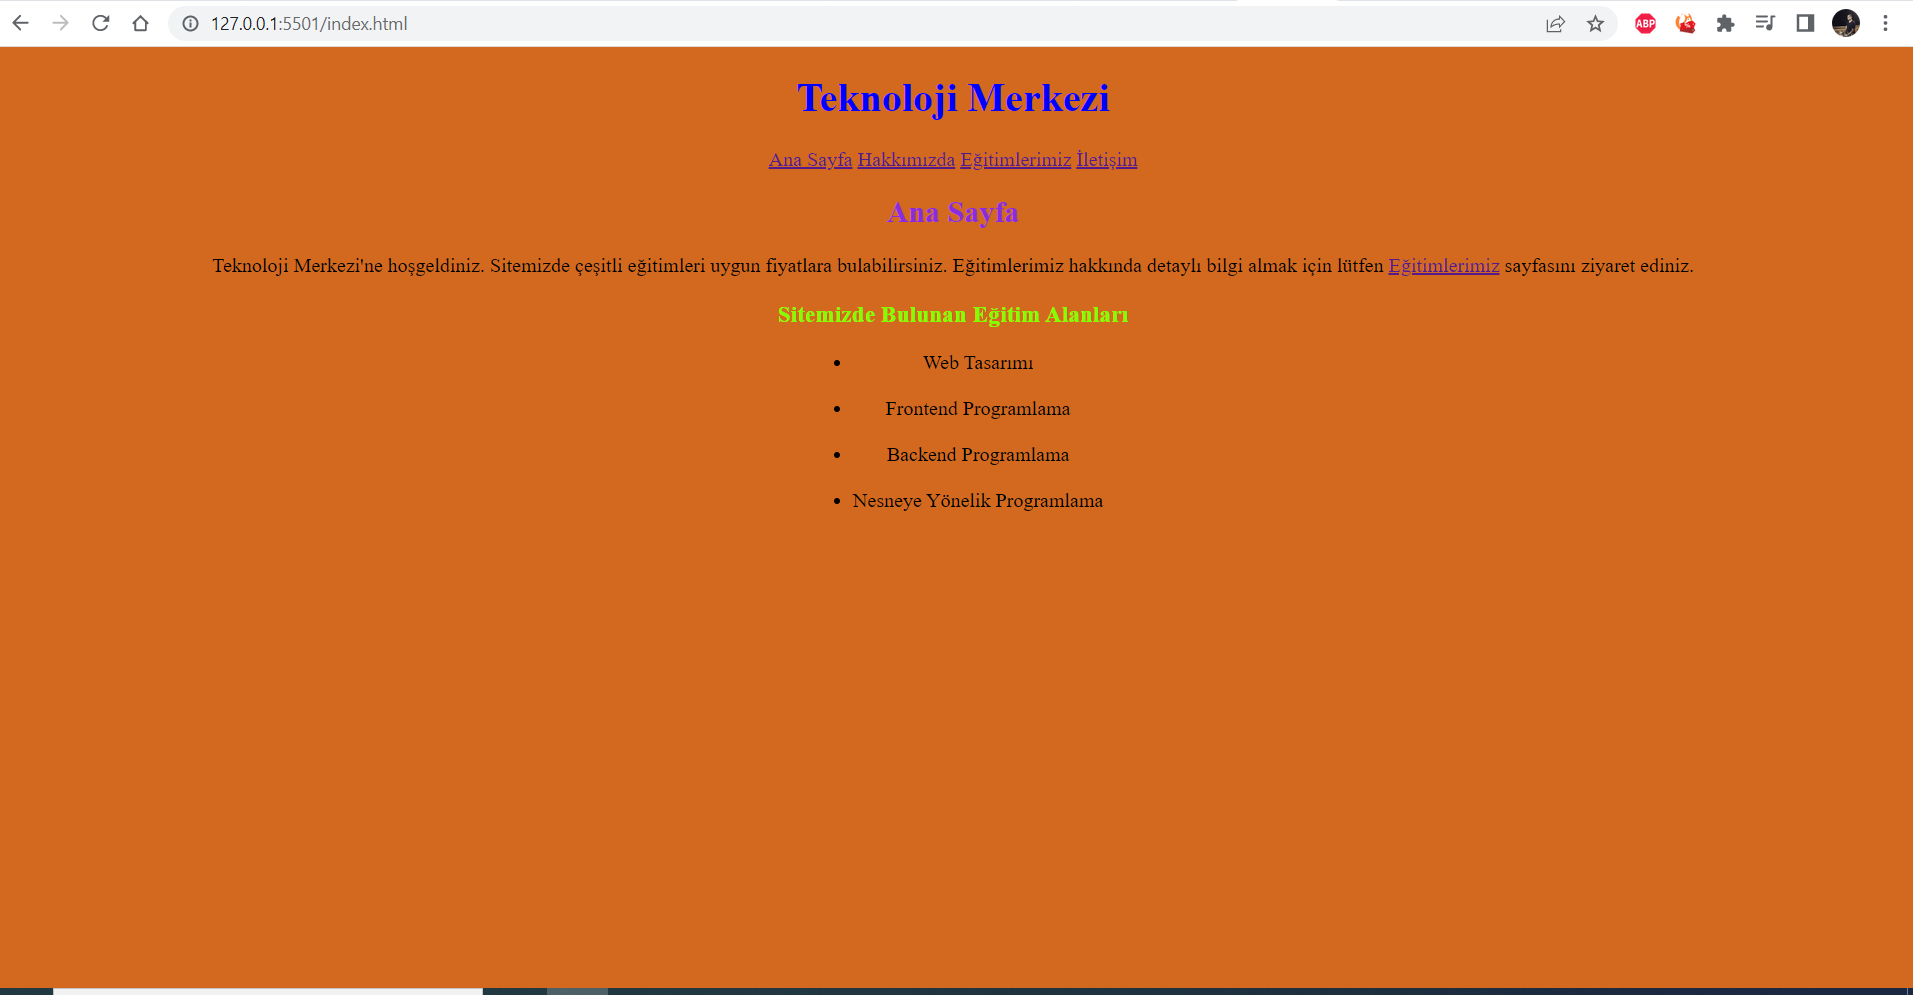 127.0.0.1:5501/index.html
ABP
Teknoloji Merkezi
Ana Sayfa Hakkımızda Eğitimlerimiz İletişim
Ana Sayfa
Teknoloji Merkezi'ne hoşgeldiniz. Sitemizde çeşitli eğitimleri uygun fiyatlara bulabilirsiniz. Eğitimlerimiz hakkında detaylı bilgi almak için lütfen Eğitimlerimiz sayfasını ziyaret ediniz.
Sitemizde Bulunan Eğitim Alanları
• Web Tasarımı
• Frontend Programlama
• Backend Programlama
• Nesneye Yönelik Programlama